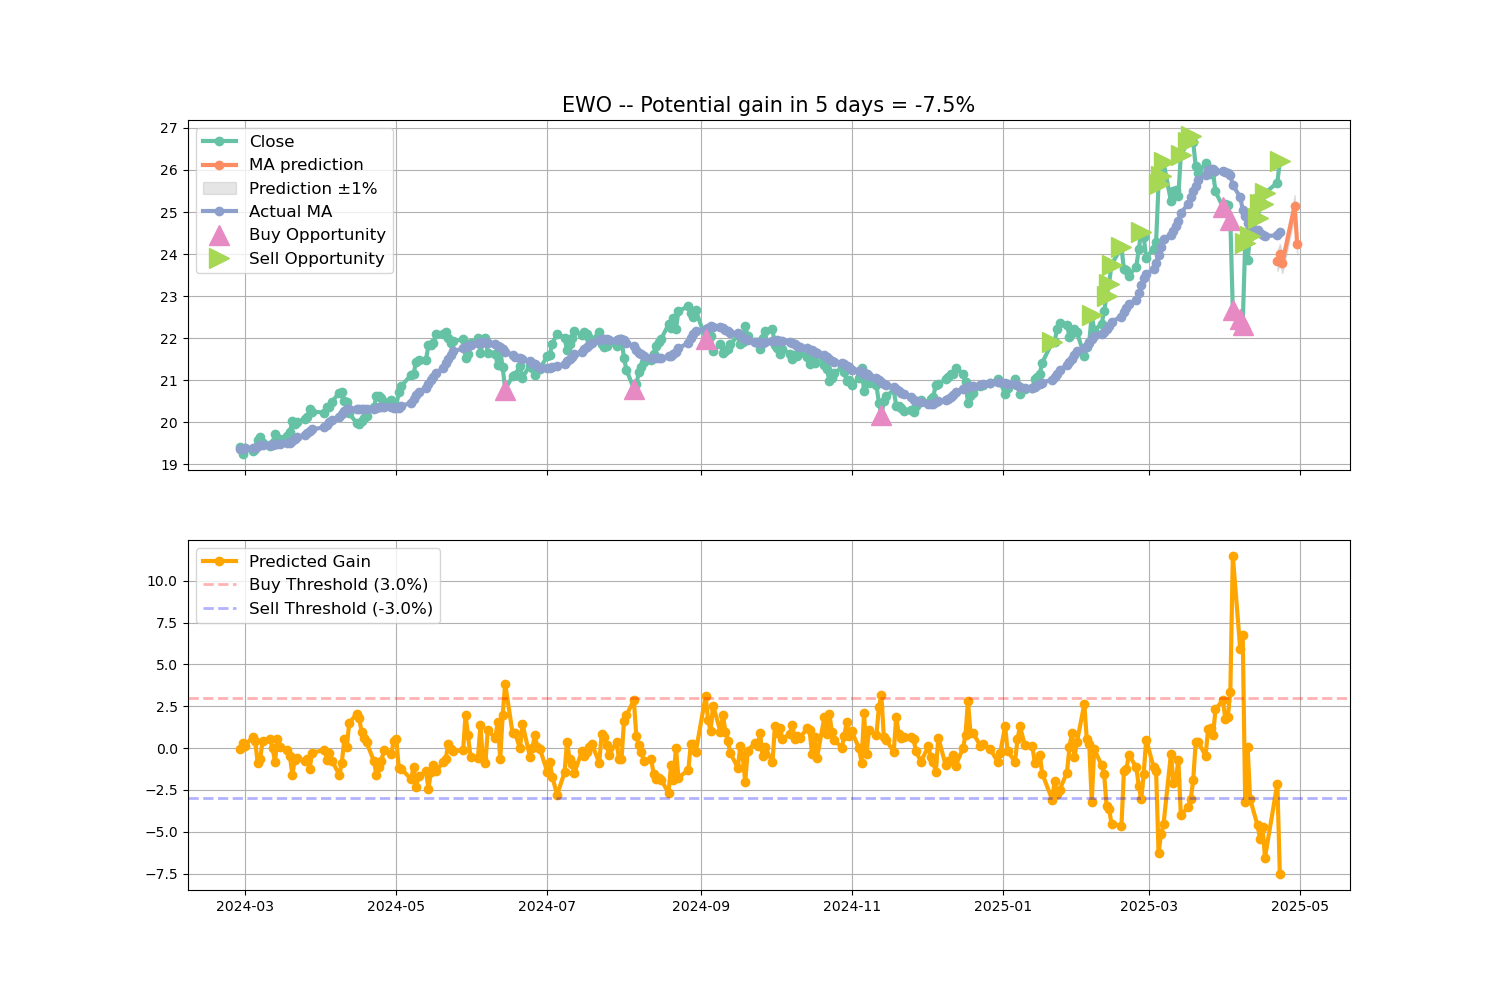 EWO -- Potential gain in 5 days = -7.5%
27
26
25
24
23
22
21
20
19
Close
MA prediction
Prediction ±1%
Actual MA
Buy Opportunity
Sell Opportunity
10.0
7.5
5.0
2.5
0.0
−2.5
−5.0
−7.5
Predicted Gain
Buy Threshold (3.0%)
Sell Threshold (-3.0%)
2024-03
2024-05
2024-07
2024-09
2024-11
2025-01
2025-03
2025-05